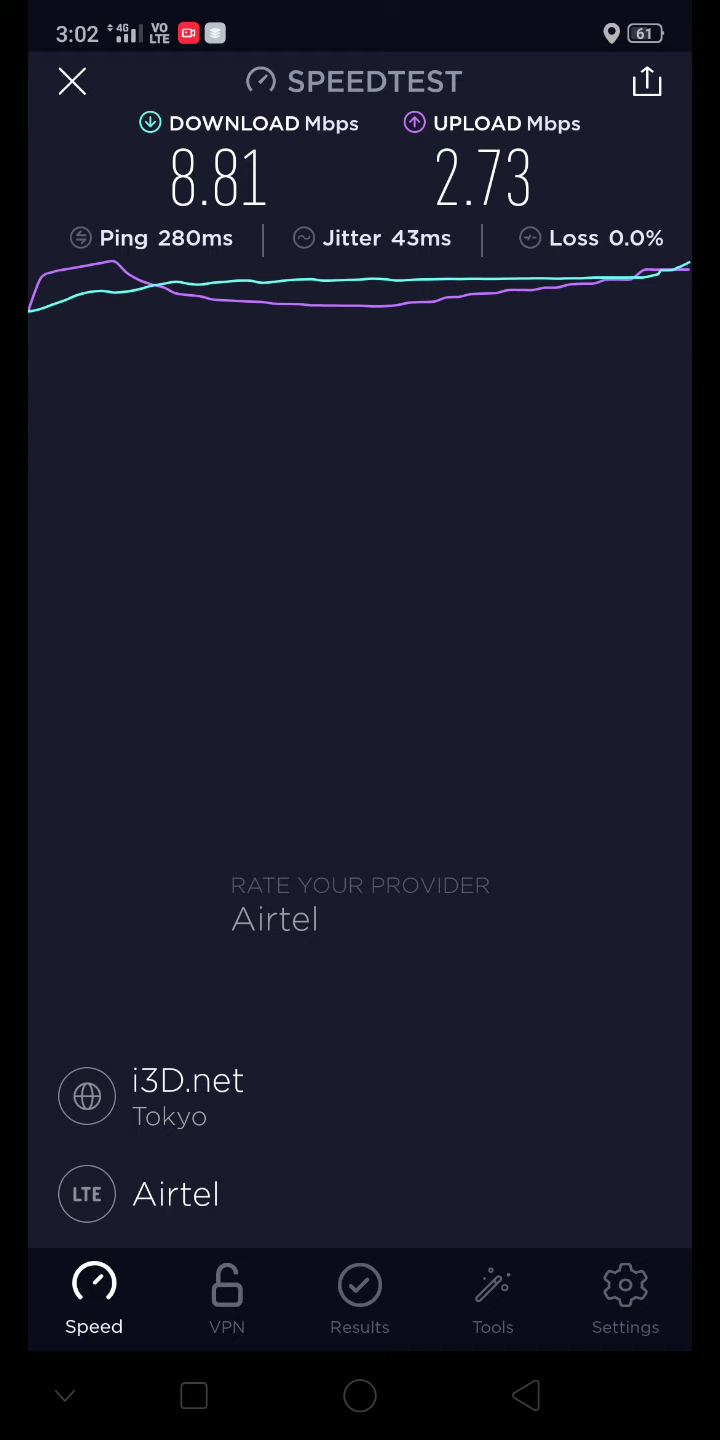 3:02 4G VO LTE 61
SPEEDTEST
DOWNLOAD Mbps UPLOAD Mbps
8.81 2.73
Ping 280ms Jitter 43ms Loss 0.0%
RATE YOUR PROVIDER
Airtel
i3D.net
Tokyo
LTE Airtel
Speed VPN Results Tools Settings